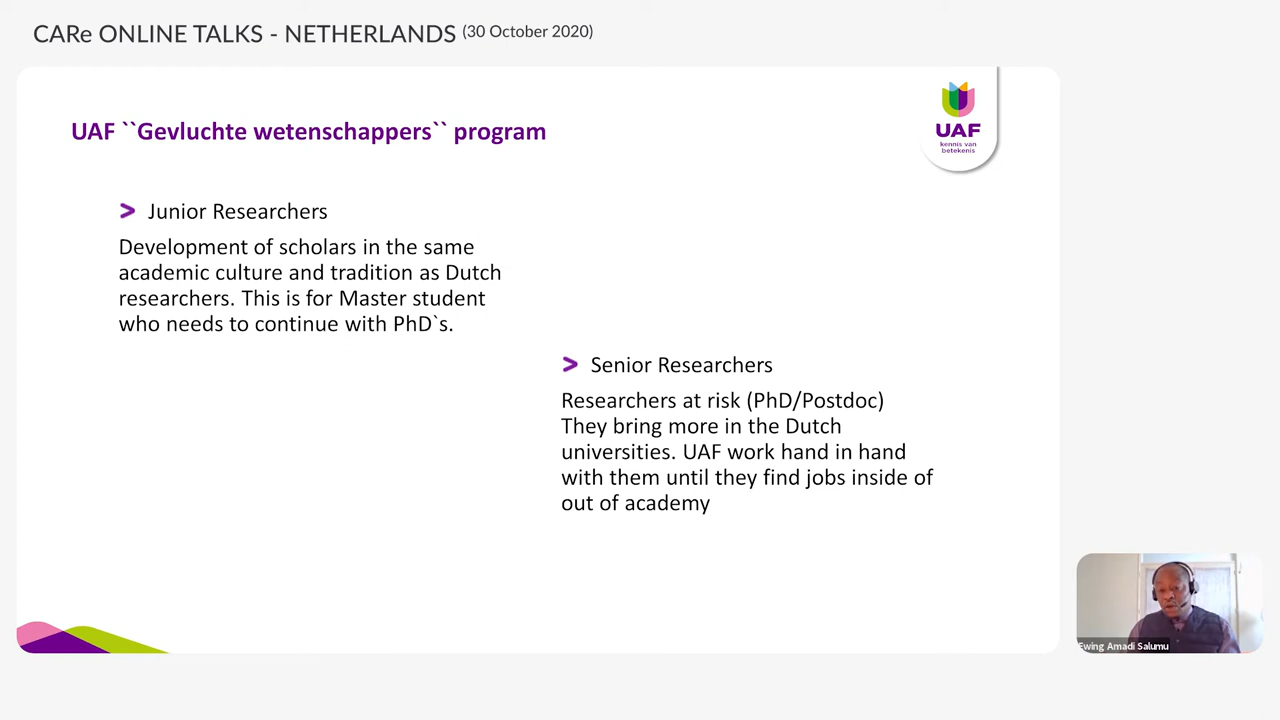 CARe ONLINE TALKS - NETHERLANDS (30 October 2020)
UAF ``Gevluchte wetenschappers`` program
UAF
kennis van
betekenis
> Junior Researchers
Development of scholars in the same
academic culture and tradition as Dutch
researchers. This is for Master student
who needs to continue with PhD`s.
> Senior Researchers
Researchers at risk (PhD/Postdoc)
They bring more in the Dutch
universities. UAF work hand in hand
with them until they find jobs inside of
out of academy
Ewing Amadi Salumu